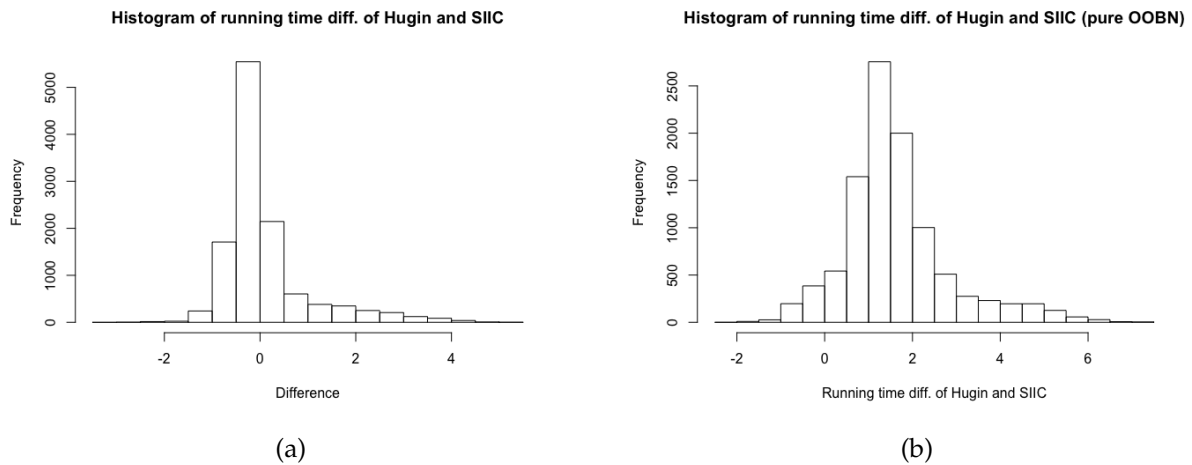 Histogram of running time diff. of Hugin and SIIC
Frequency
0 1000 2000 3000 4000 5000
-2 0 2 4
Difference
(a)
Histogram of running time diff. of Hugin and SIIC (pure OOBN)
Frequency
0 500 1000 1500 2000 2500
-2 0 2 4 6
Running time diff. of Hugin and SIIC
(b)